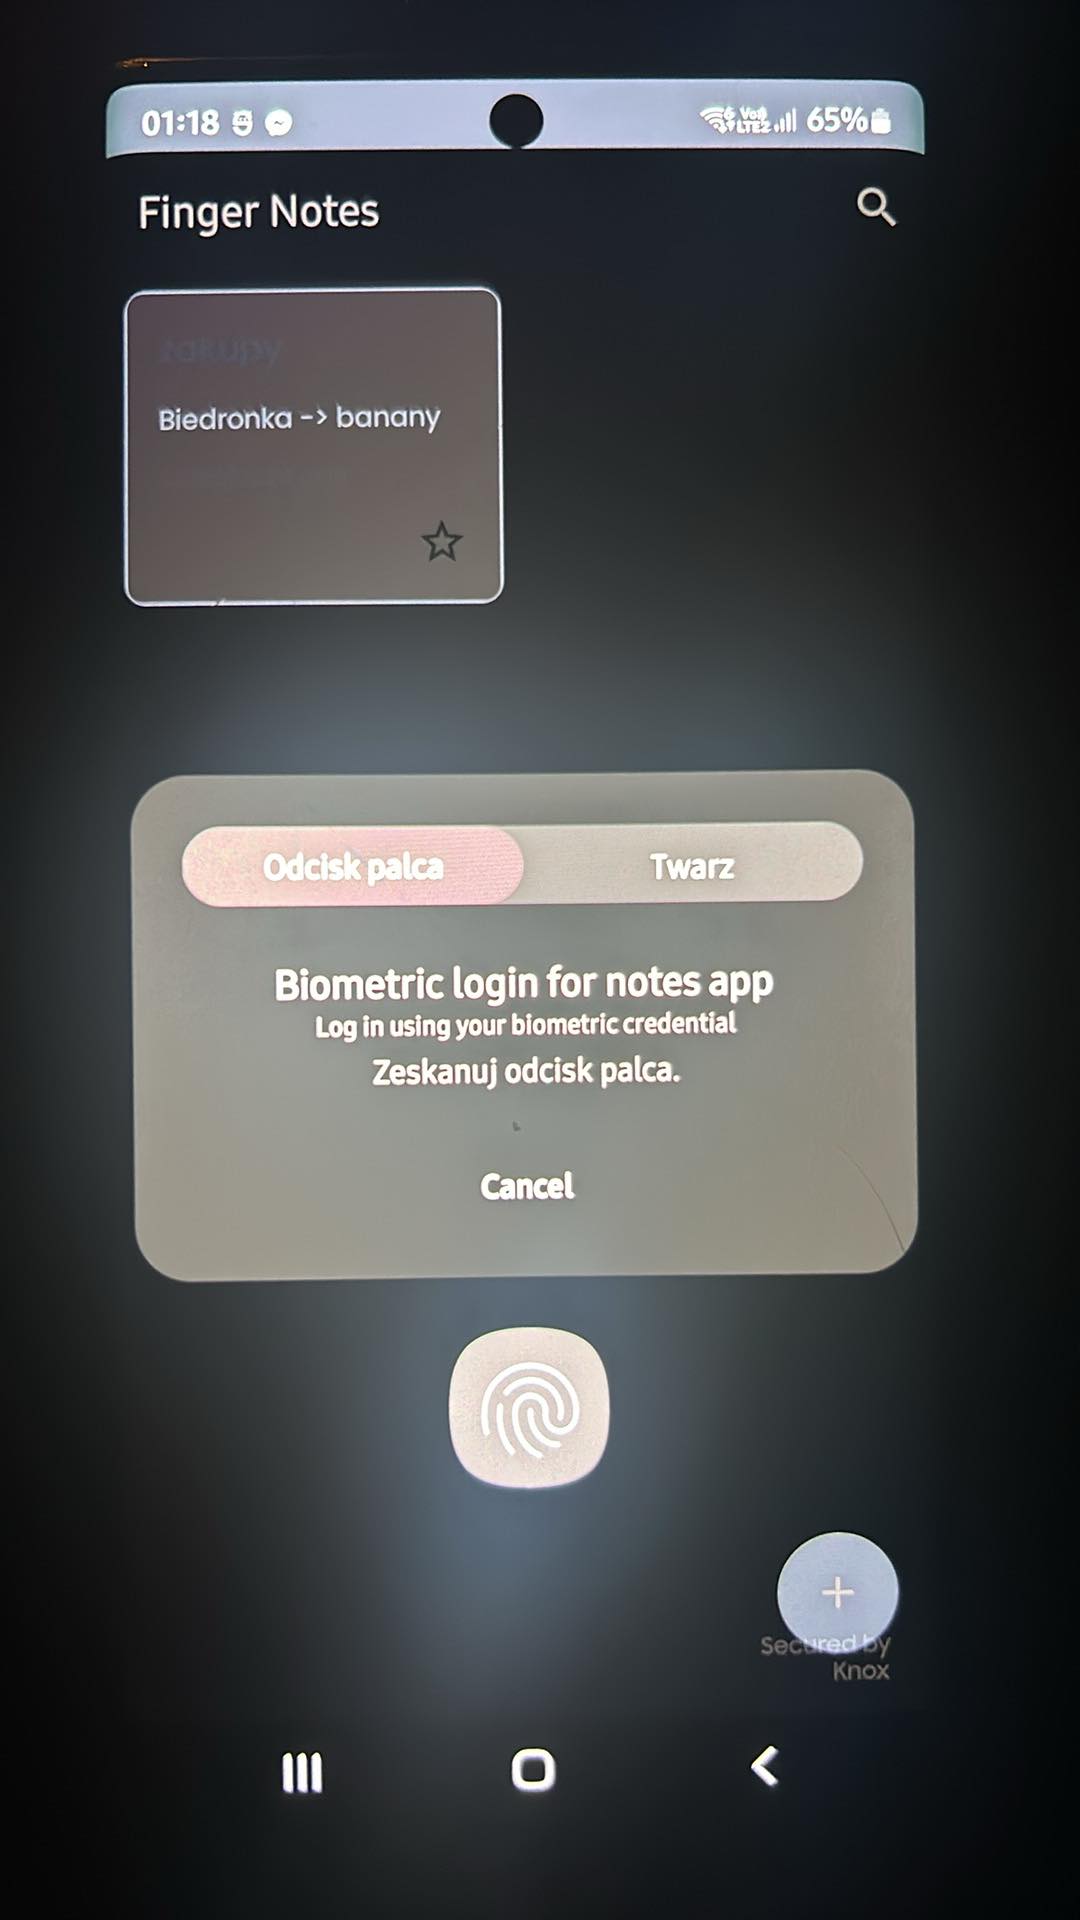 01:18 65%
Finger Notes
zakupy
Biedronka -> banany
Odcisk palca Twarz
Biometric login for notes app
Log in using your biometric credential
Zeskanuj odcisk palca.
Cancel
+
Secured by
Knox